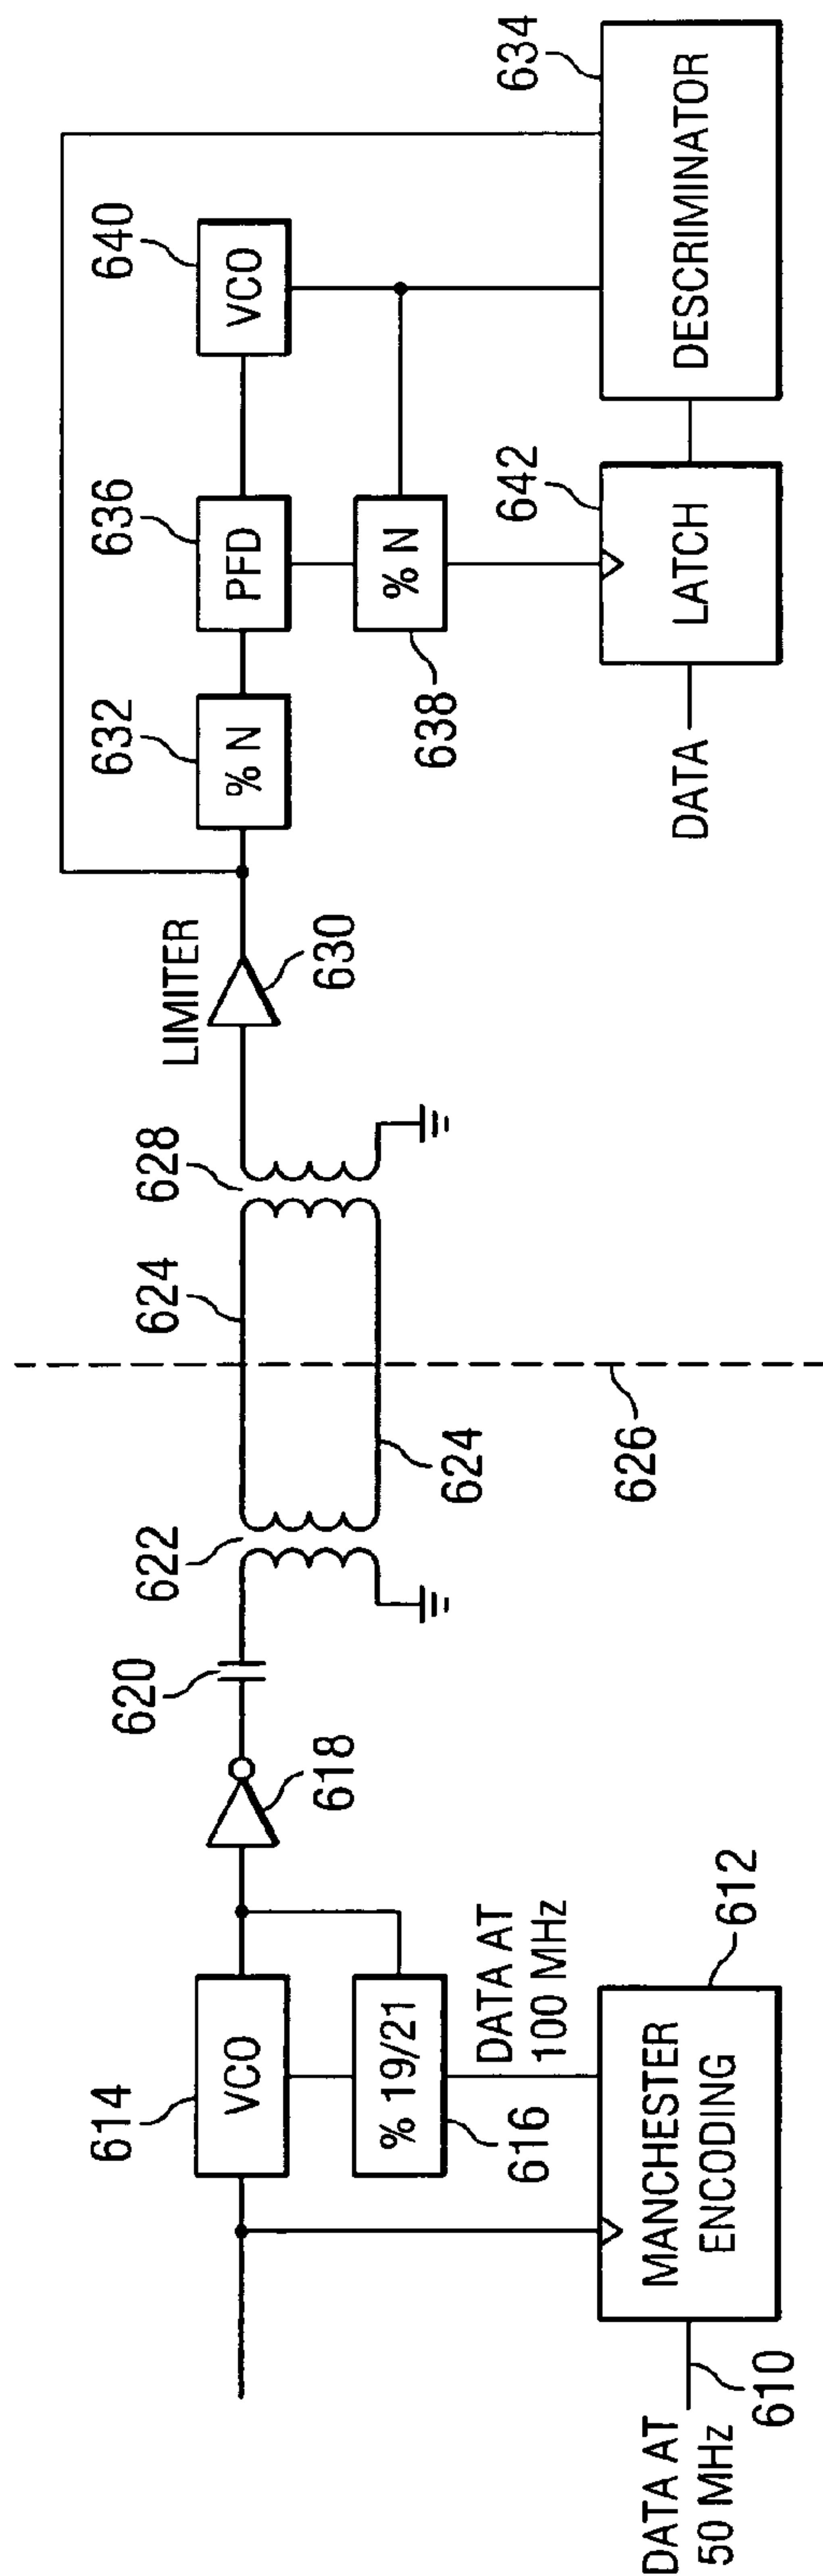 DATA AT
50 MHz
610
MANCHESTER
ENCODING
612
DATA AT
100 MHz
614
VCO
% 19/21
616
618
620
622
624
624
626
628
LIMITER
630
632
% N
636
PFD
640
VCO
% N
638
DATA
LATCH
642
DESCRIMINATOR
634